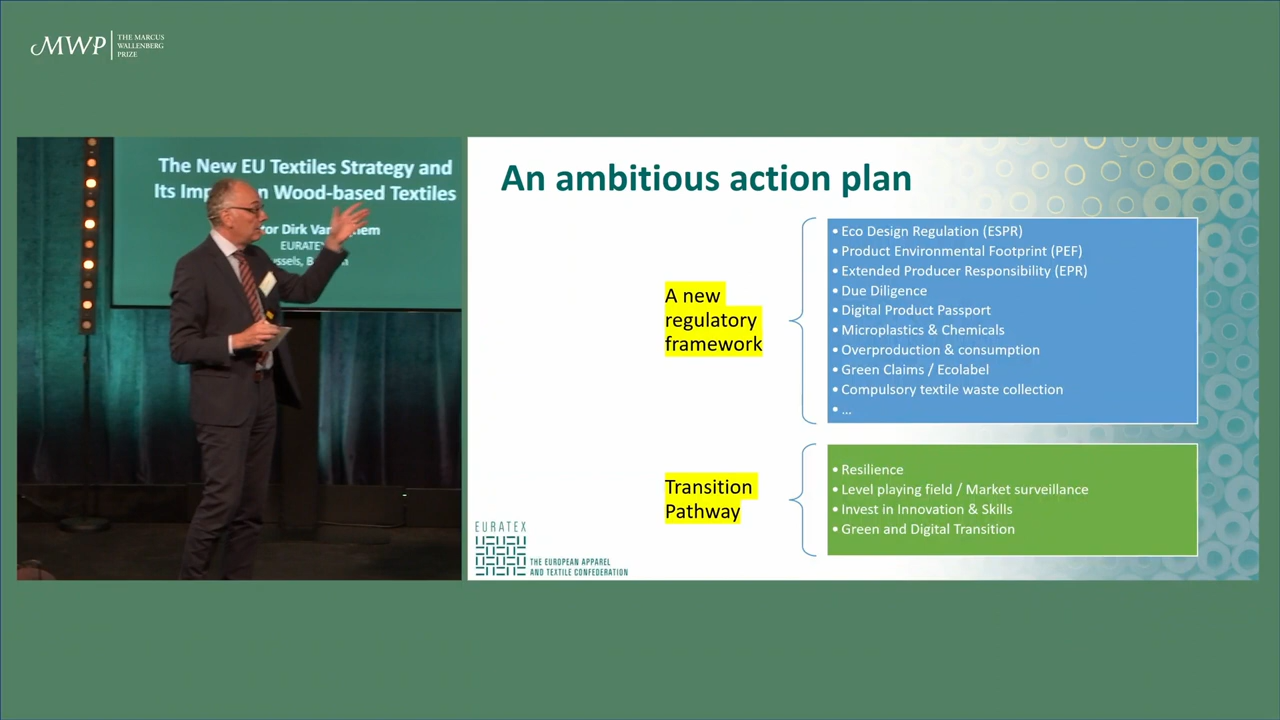 MWP
THE MARCUS
WALLENBERG
PRIZE
The New EU Textiles Strategy and
Its n Wood-based Textiles
Dirk
EURATEX
An ambitious action plan
A new
regulatory
framework
• Eco Design Regulation (ESPR)
• Product Environmental Footprint (PEF)
• Extended Producer Responsibility (EPR)
• Due Diligence
• Digital Product Passport
• Microplastics & Chemicals
• Overproduction & consumption
• Green Claims / Ecolabel
• Compulsory textile waste collection
• ...
Transition
Pathway
• Resilience
• Level playing field / Market surveillance
• Invest in Innovation & Skills
• Green and Digital Transition
EURATEX
THE EUROPEAN APPAREL
AND TEXTILE CONFEDERATION